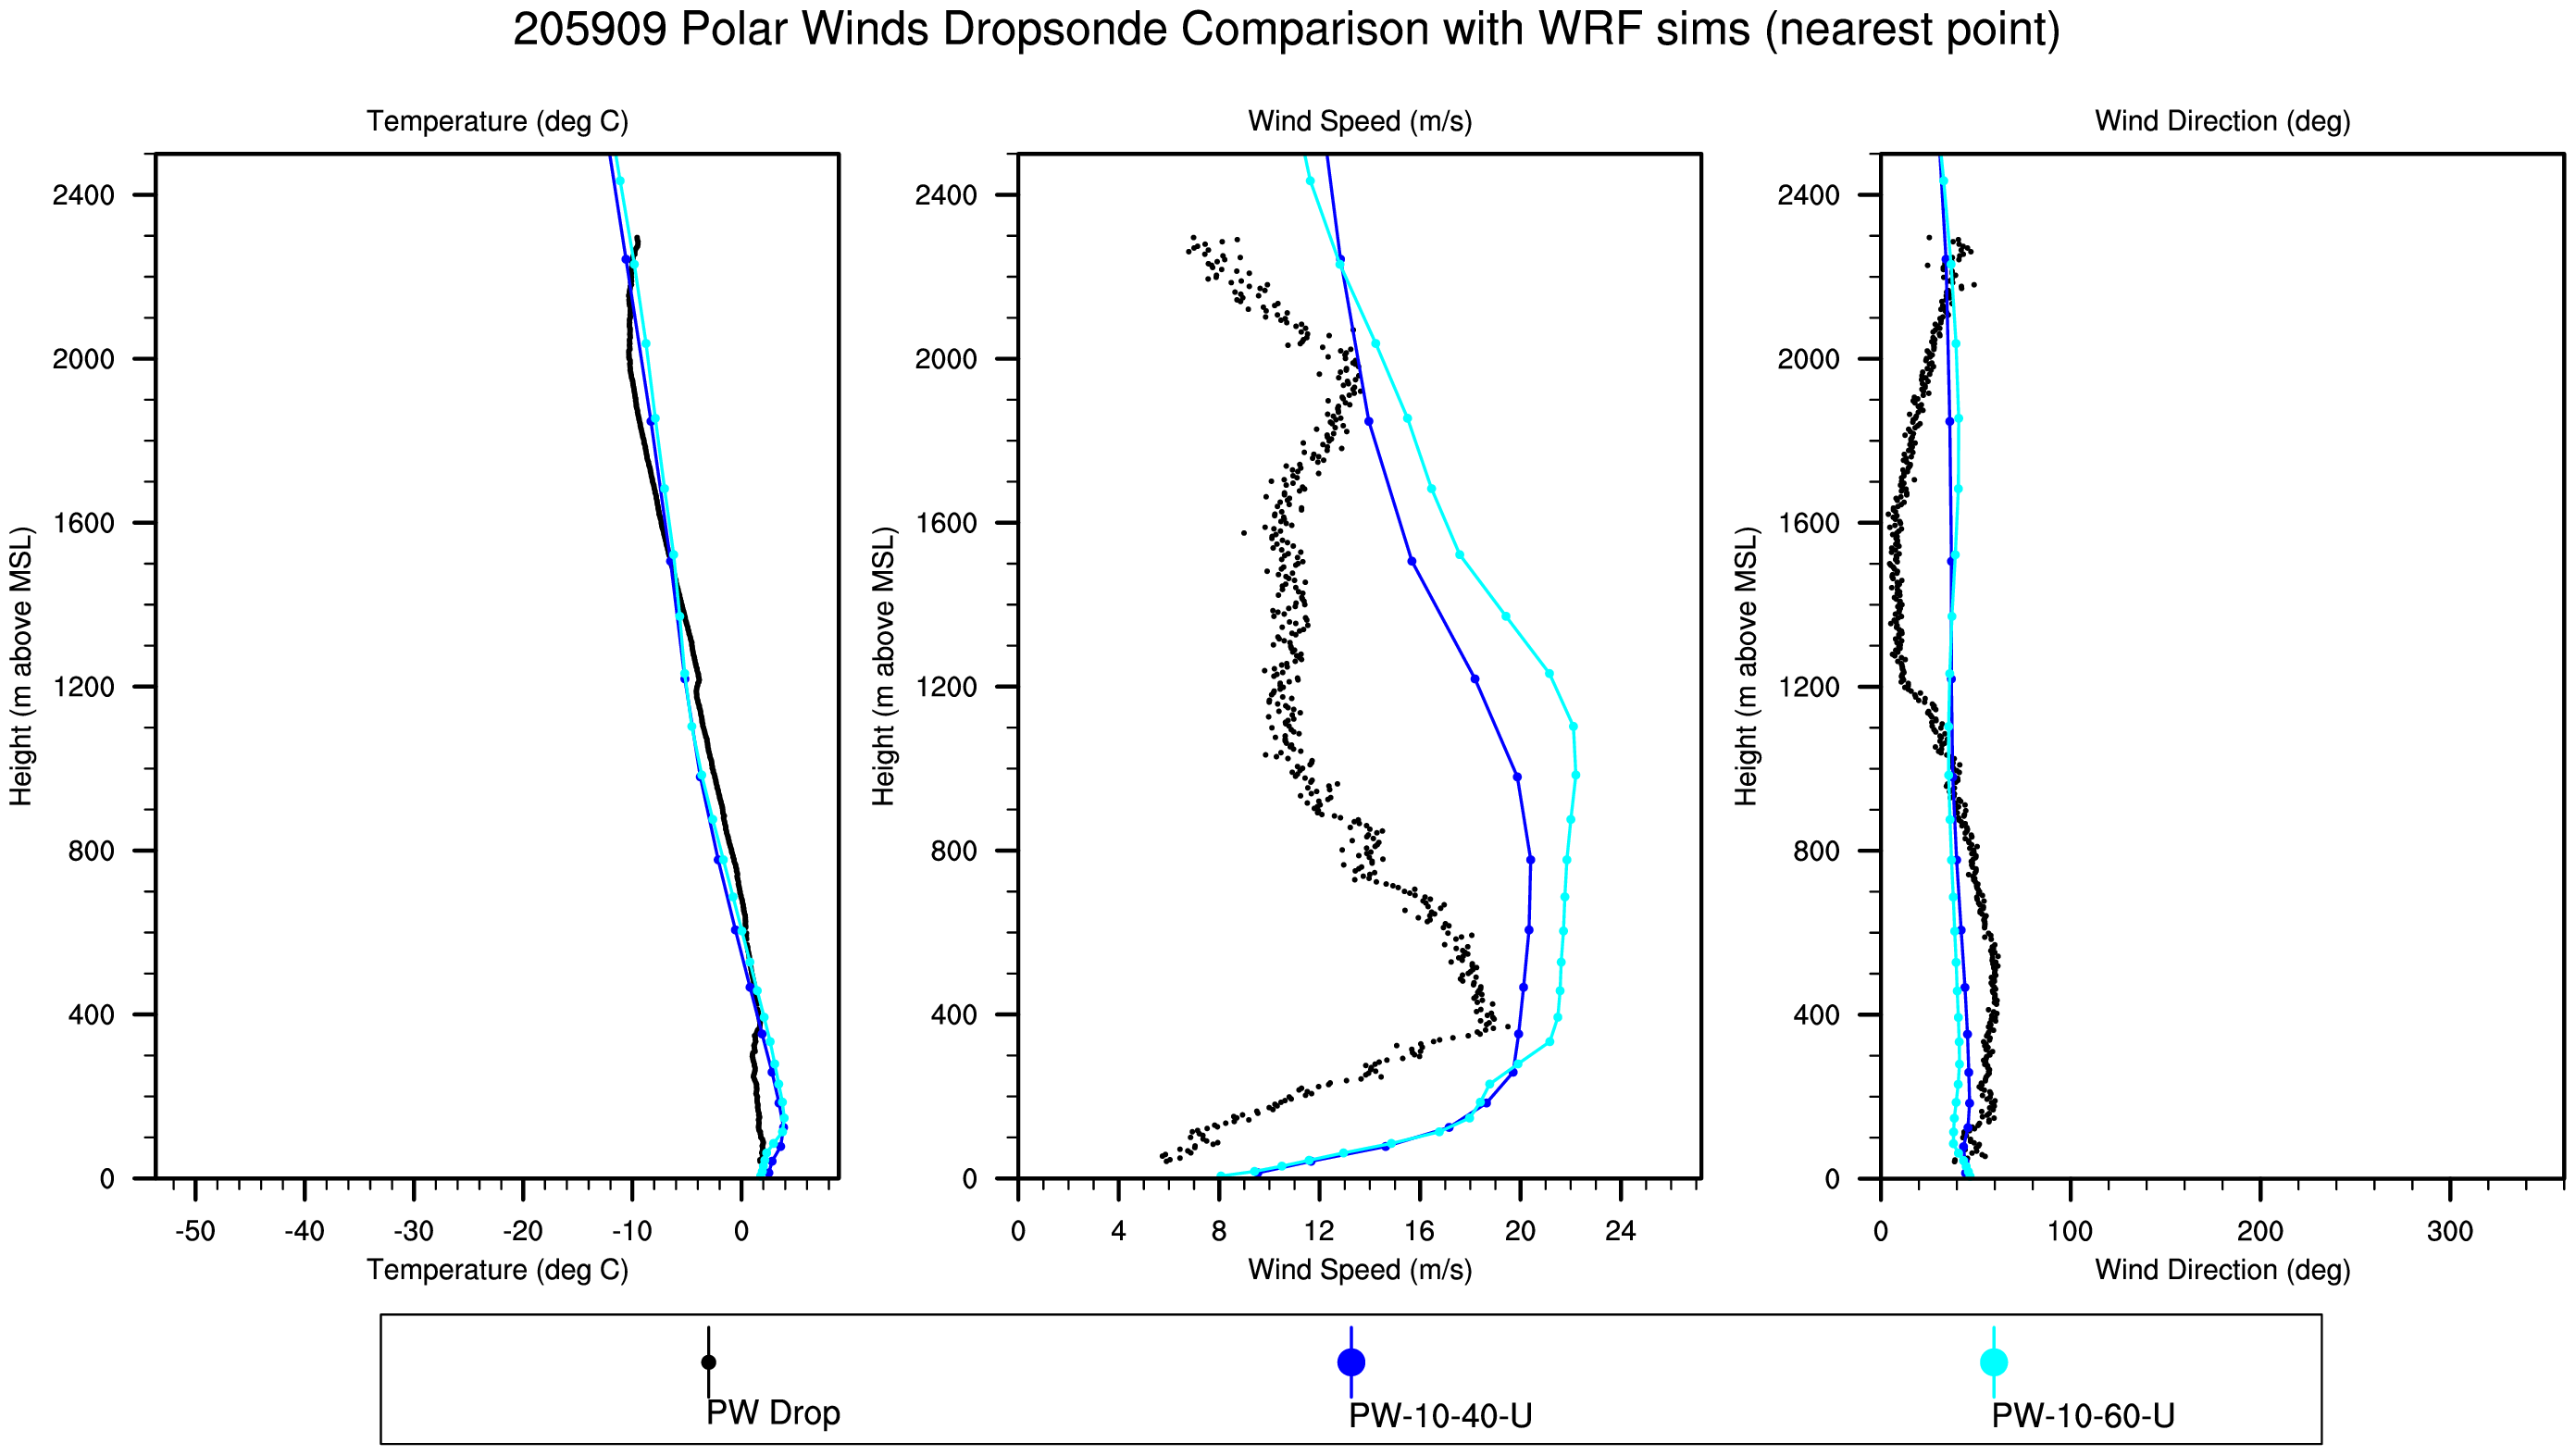 205909 Polar Winds Dropsonde Comparison with WRF sims (nearest point)
Temperature (deg C)
Wind Speed (m/s)
Wind Direction (deg)
Height (m above MSL)
2400
2000
1600
1200
800
400
0
-50 -40 -30 -20 -10 0
Temperature (deg C)
Height (m above MSL)
2400
2000
1600
1200
800
400
0
0 4 8 12 16 20 24
Wind Speed (m/s)
Height (m above MSL)
2400
2000
1600
1200
800
400
0
0 100 200 300
Wind Direction (deg)
PW Drop
PW-10-40-U
PW-10-60-U